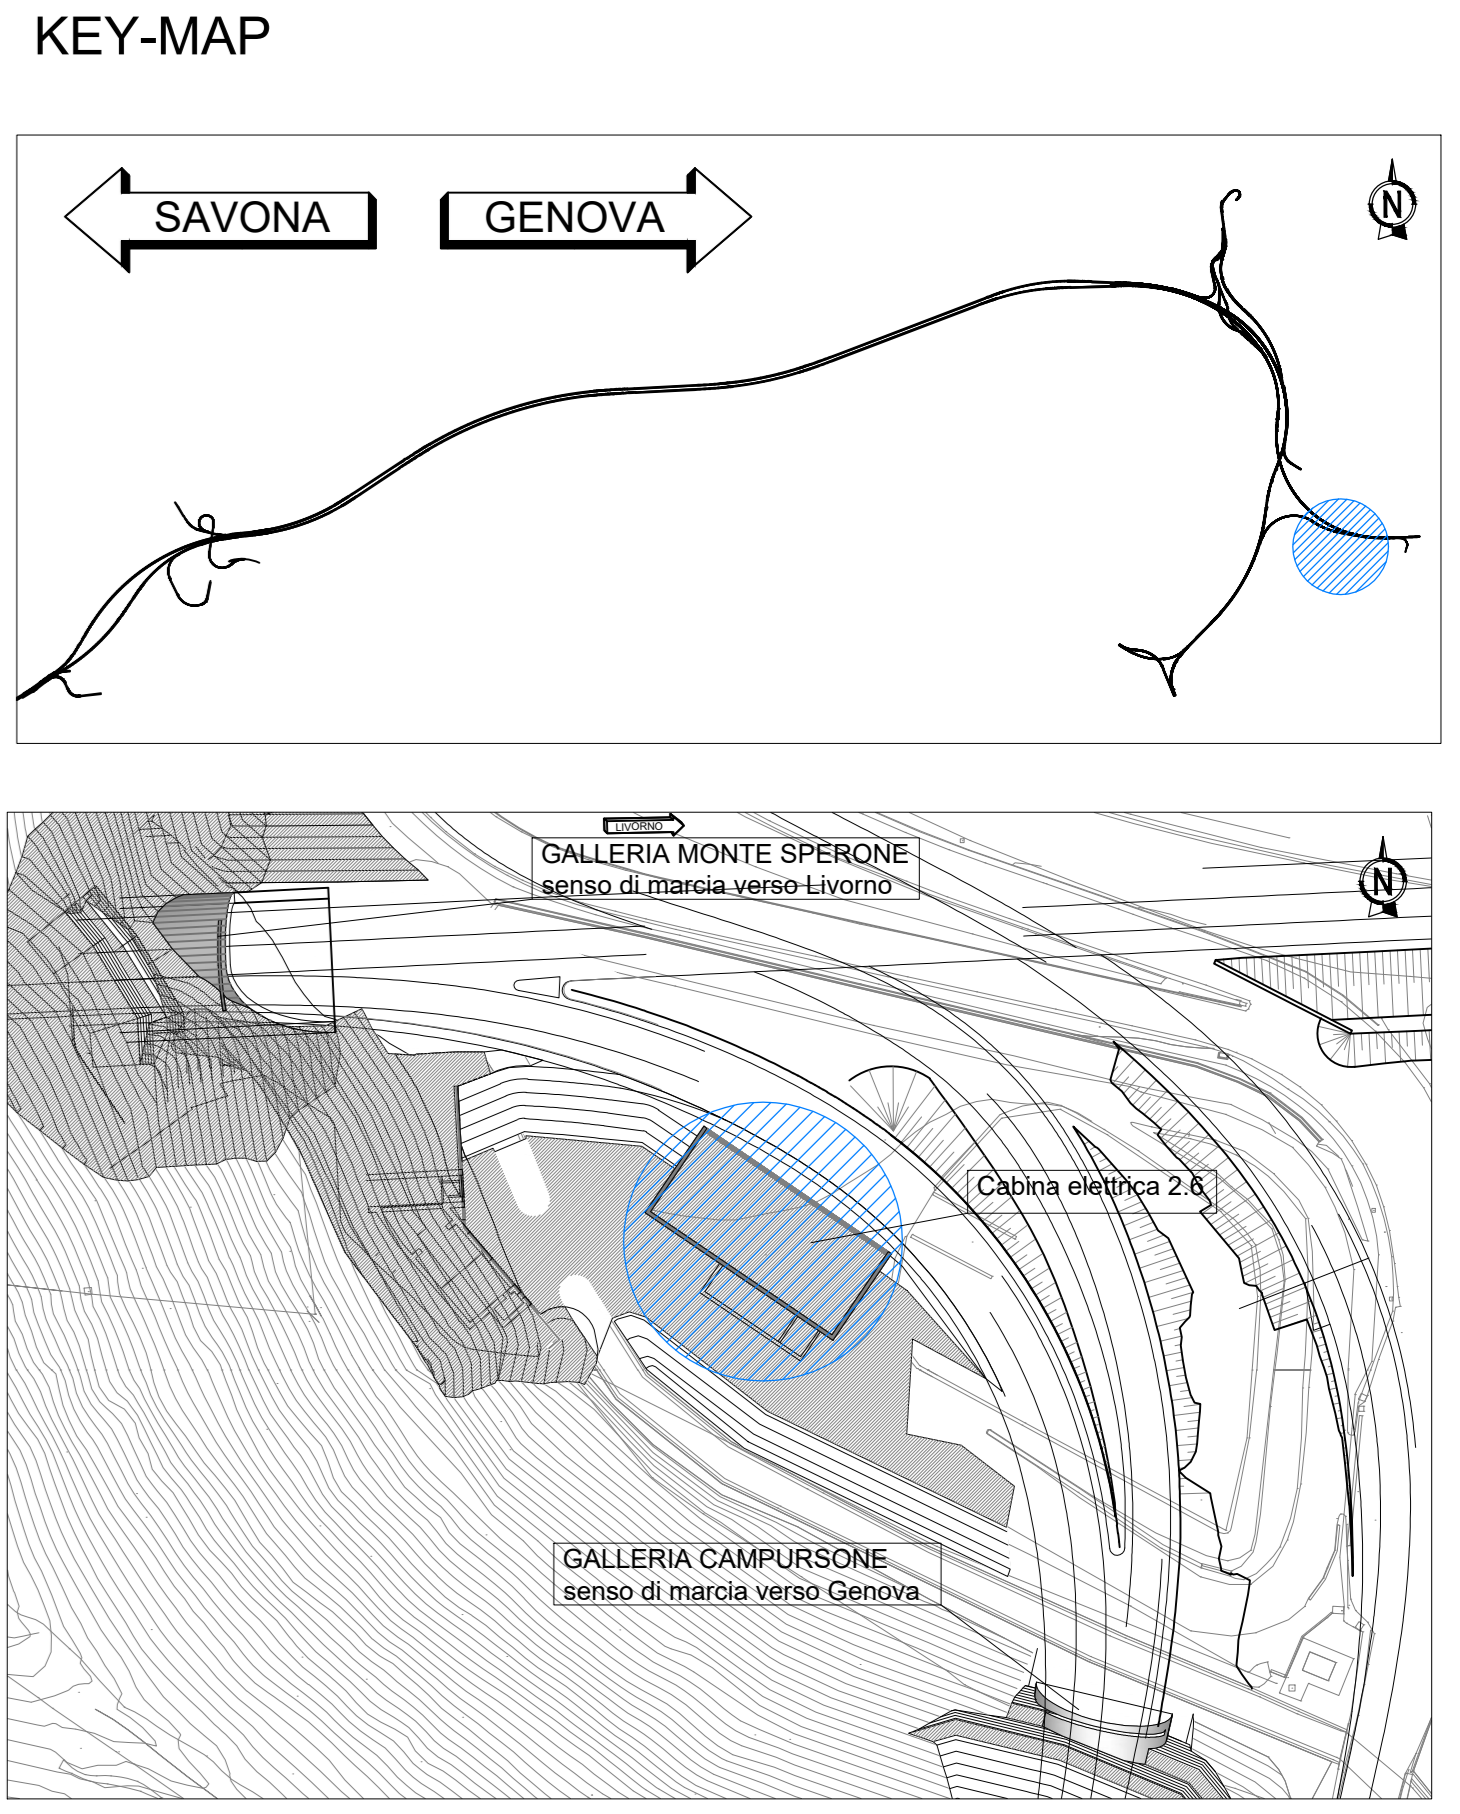 KEY-MAP
SAVONA
GENOVA
N
LIVORNO
GALLERIA MONTE SPERONE
senso di marcia verso Livorno
N
Cabina elettrica 2.6
GALLERIA CAMPURSONE
senso di marcia verso Genova